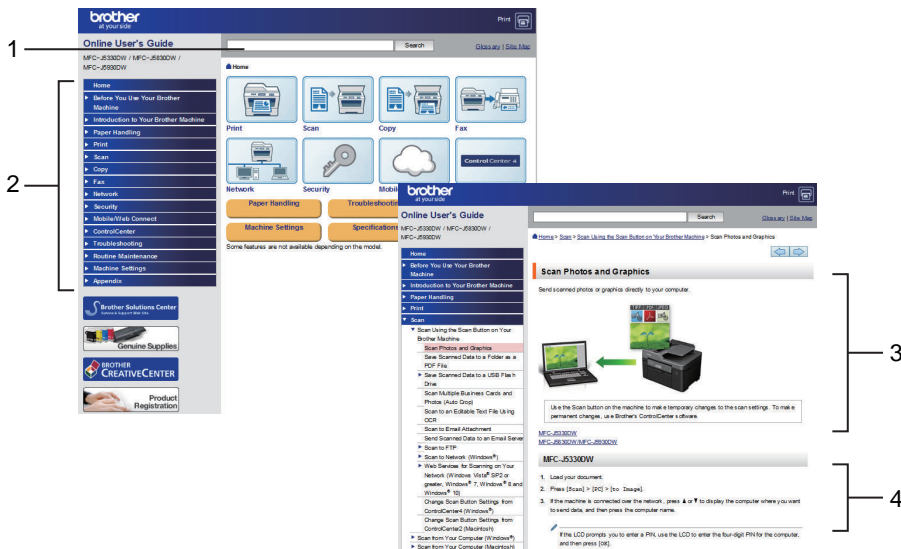 brother
at your side
Print
Online User's Guide
MFC-J5330DW / MFC-J5830DW /
MFC-J5930DW
Search
Glossary | Site Map
1
2
Home
Before You Use Your Brother
Machine
Introduction to Your Brother Machine
Paper Handling
Print
Scan
Copy
Fax
Network
Security
Mobile/Web Connect
ControlCenter
Troubleshooting
Routine Maintenance
Machine Settings
Appendix
Brother Solutions Center
Genuine Supplies
BROTHER
CREATIVECENTER
Product
Registration
Home
Print
Scan
Copy
Fax
Control Center 4
Network
Security
Paper Handling
Machine Settings
Some features are not available depending on the model.
brother
at your side
Print
Online User's Guide
MFC-J5330DW / MFC-J5830DW /
MFC-J5930DW
Search
Glossary | Site Map
Home > Scan > Scan Using the Scan Button on Your Brother Machine > Scan Photos and Graphics
Home
Before You Use Your Brother
Machine
Introduction to Your Brother Machine
Paper Handling
Print
Scan
Scan Using the Scan Button on Your
Brother Machine
Scan Photos and Graphics
Save Scanned Data to a Folder as a
PDF File
Save Scanned Data to a USB Flash
Drive
Scan Multiple Business Cards and
Photos (Auto Crop)
Scan to an Editable Text File Using
OCR
Scan to Email Attachment
Send Scanned Data to an Email Server
Scan to FTP
Scan to Network (Windows®)
Web Services for Scanning on Your
Network (Windows Vista® SP2 or
greater, Windows® 7, Windows® 8 and
Windows® 10)
Change Scan Button Settings from
ControlCenter4 (Windows®)
Change Scan Button Settings from
ControlCenter2 (Macintosh)
Scan from Your Computer (Windows®)
Scan from Your Computer (Macintosh)
Scan Photos and Graphics
Send scanned photos or graphics directly to your computer.
TIFF PDF JPEG
Use the Scan button on the machine to make temporary changes to the scan settings. To make
permanent changes, use Brother's ControlCenter software.
3
MFC-J5330DW
MFC-J5830DW/MFC-J5930DW
MFC-J5330DW
1. Load your document.
2. Press [Scan] > [PC] > [to Image].
3. If the machine is connected over the network, press ▲ or ▼ to display the computer where you want
to send data, and then press the computer name.
If the LCD prompts you to enter a PIN, use the LCD to enter the four-digit PIN for the computer,
and then press [OK].
4